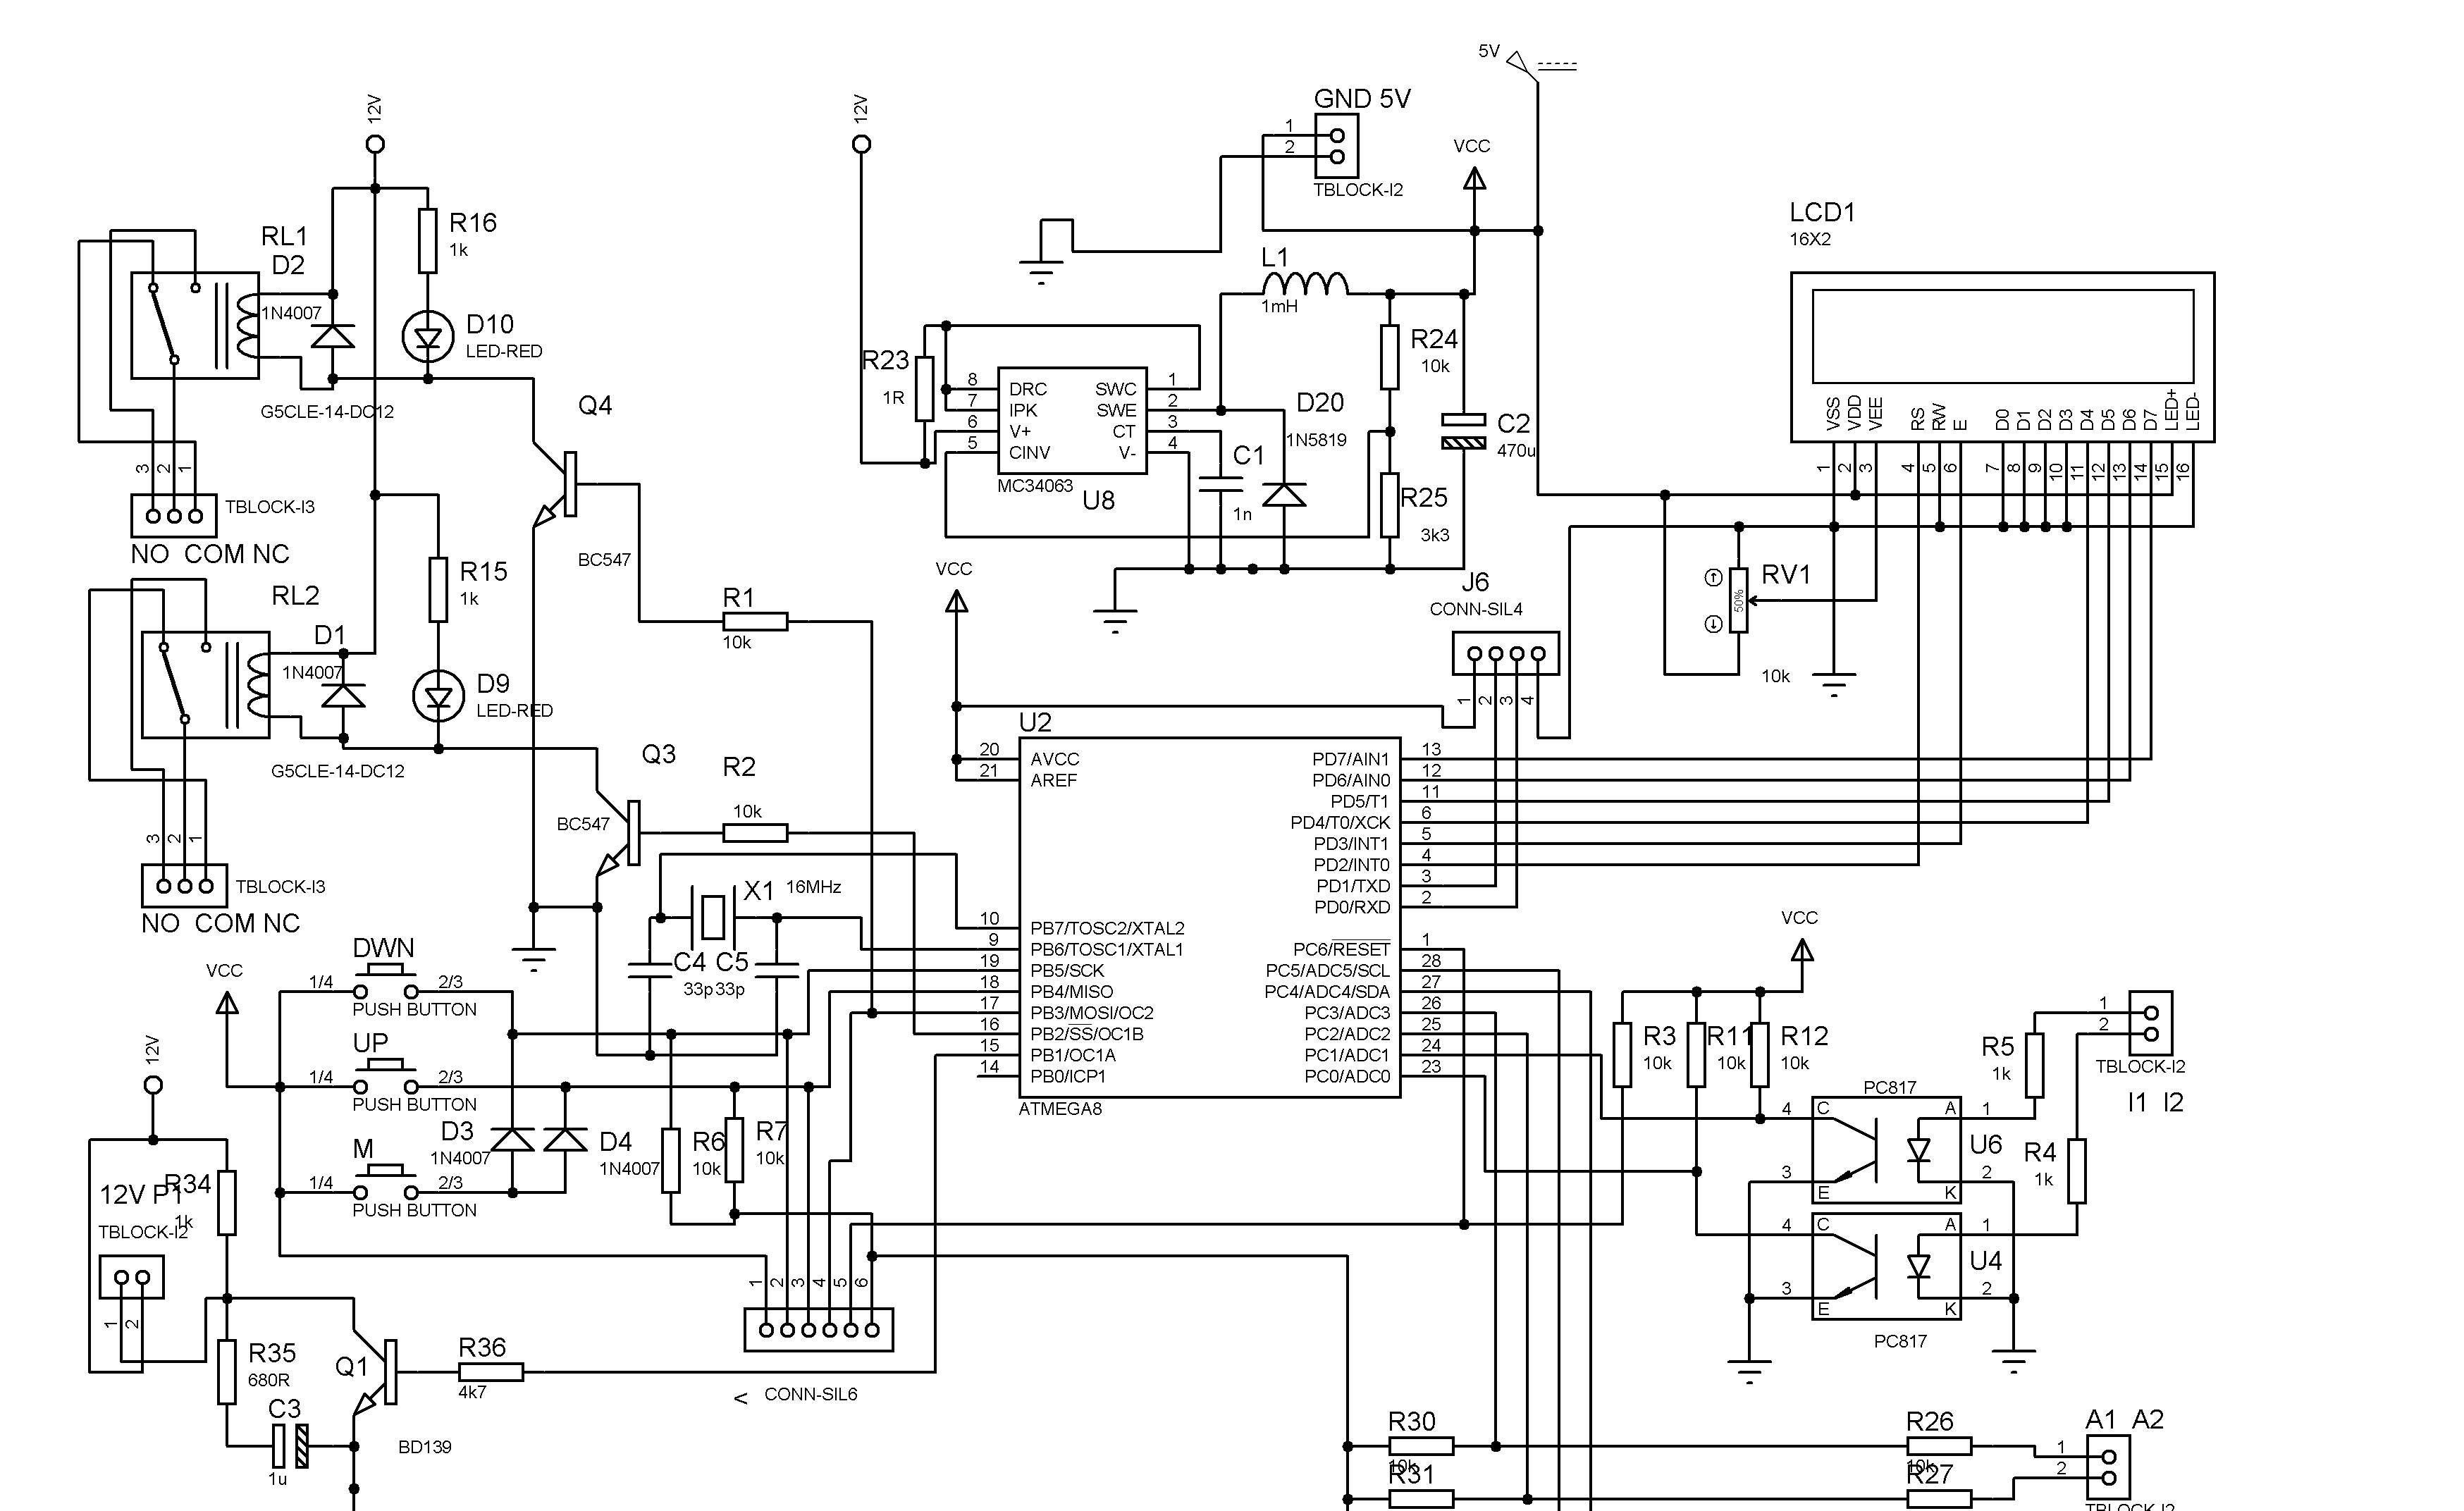 5V
12V
12V
GND 5V
1
2
TBLOCK-I2
VCC
RL1
D2
1N4007
G5CLE-14-DC12
R16
1k
D10
LED-RED
Q4
BC547
3
2
1
TBLOCK-I3
NO COM NC
R15
1k
RL2
D1
1N4007
D9
LED-RED
G5CLE-14-DC12
Q3
BC547
3
2
1
TBLOCK-I3
NO COM NC
R1
10k
R2
10k
R23
1R
8 DRC SWC 1
7 IPK SWE 2
6 V+ CT 3
5 CINV V- 4
MC34063
U8
L1
1mH
D20
1N5819
C1
1n
R24
10k
R25
3k3
C2
470u
LCD1
16X2
VSS VDD VEE RS RW E D0 D1 D2 D3 D4 D5 D6 D7 LED+ LED-
1 2 3 4 5 6 7 8 9 10 11 12 13 14 15 16
50%
RV1
10k
VCC
J6
CONN-SIL4
1 2 3 4
U2
20 AVCC PD7/AIN1 13
21 AREF PD6/AIN0 12
PD5/T1 11
PD4/T0/XCK 6
PD3/INT1 5
PD2/INT0 4
PD1/TXD 3
PD0/RXD 2
10 PB7/TOSC2/XTAL2
9 PB6/TOSC1/XTAL1 PC6/RESET 1
19 PB5/SCK PC5/ADC5/SCL 28
18 PB4/MISO PC4/ADC4/SDA 27
17 PB3/MOSI/OC2 PC3/ADC3 26
16 PB2/SS/OC1B PC2/ADC2 25
15 PB1/OC1A PC1/ADC1 24
14 PB0/ICP1 PC0/ADC0 23
ATMEGA8
X1 16MHz
C4 C5
33p 33p
VCC
DWN
1/4 2/3
PUSH BUTTON
UP
1/4 2/3
PUSH BUTTON
M
1/4 2/3
PUSH BUTTON
D3
1N4007
D4
1N4007
R6
10k
R7
10k
12V
R34
1k
12V P1
TBLOCK-I2
1
2
R35
680R
C3
1u
Q1
BD139
R36
4k7
1 2 3 4 5 6
< CONN-SIL6
VCC
R3
10k
R11
10k
R12
10k
PC817
4 C A 1
3 E K 2
U6
4 C A 1
3 E K 2
U4
PC817
R5
1k
R4
1k
1
2
TBLOCK-I2
I1 I2
R30
10k
R31
R26
10k
R27
A1 A2
1
2
TBLOCK-I2